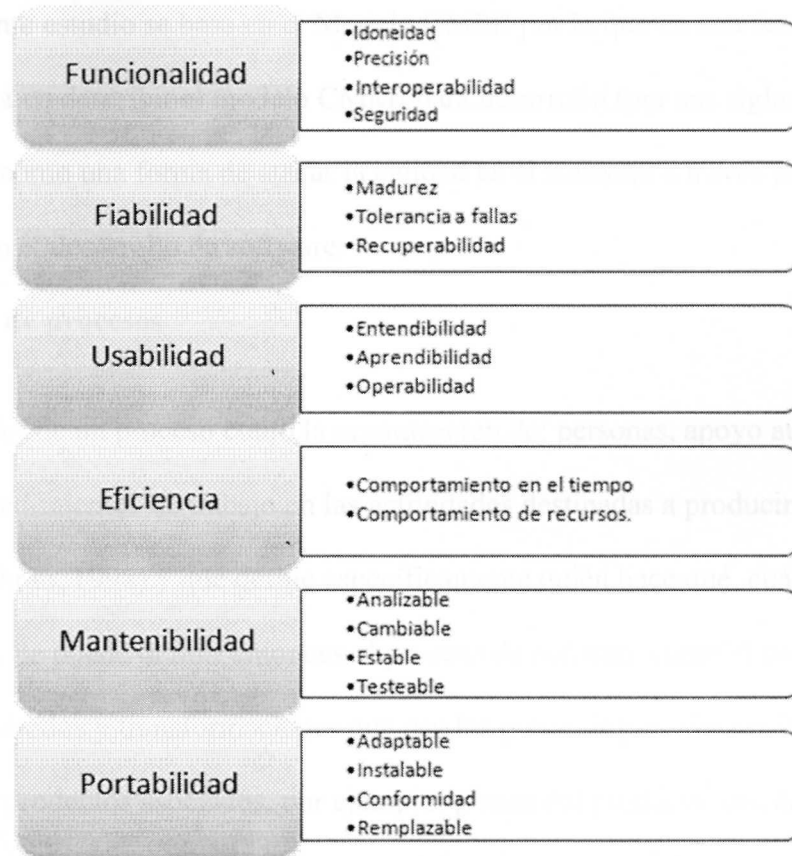 Funcionalidad
•Idoneidad
•Precisión
•Interoperabilidad
•Seguridad
Fiabilidad
•Madurez
•Tolerancia a fallas
•Recuperabilidad
Usabilidad
•Entendibilidad
•Aprendibilidad
•Operabilidad
Eficiencia
•Comportamiento en el tiempo
•Comportamiento de recursos.
Mantenibilidad
•Analizable
•Cambiable
•Estable
•Testeable
Portabilidad
•Adaptable
•Instalable
•Conformidad
•Remplazable